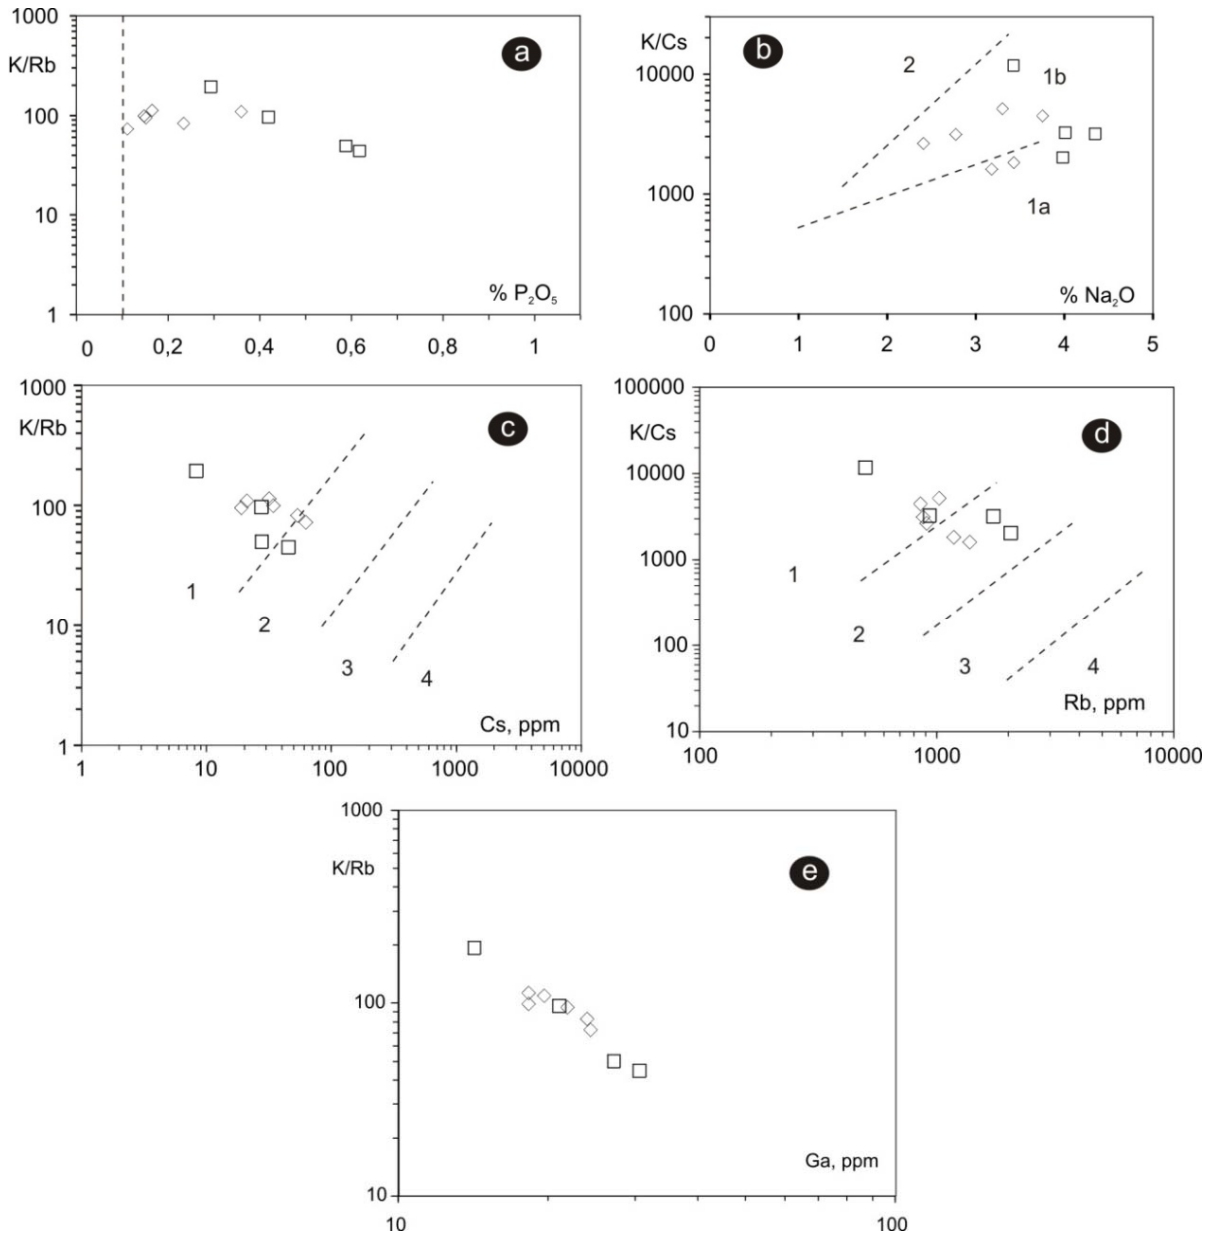 1000
K/Rb
a
100
10
% P₂O₅
1
0 0,2 0,4 0,6 0,8 1
K/Cs
b
2
10000
1b
1000
1a
% Na₂O
100
0 1 2 3 4 5
1000
K/Rb
c
100
1
2
10
3
4
Cs, ppm
1
1 10 100 1000 10000
100000
K/Cs
d
10000
1000
1
2
100
3
4
Rb, ppm
10
100 1000 10000
1000
K/Rb
e
100
Ga, ppm
10
10 100